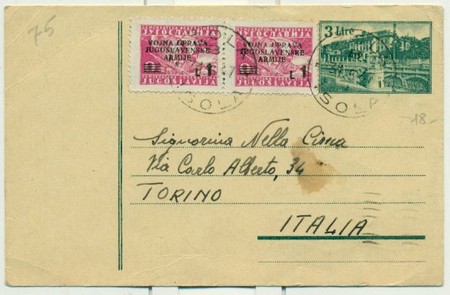 75
VOJNA UPRAVA
JUGOSLAVENSKE
ARMIJE
L 1
VOJNA UPRAVA
JUGOSLAVENSKE
ARMIJE
L 1
3 Lire
ISOLA
-18-
Signorina Nella Cima
Via Carlo Alberto, 34
TORINO
ITALIA